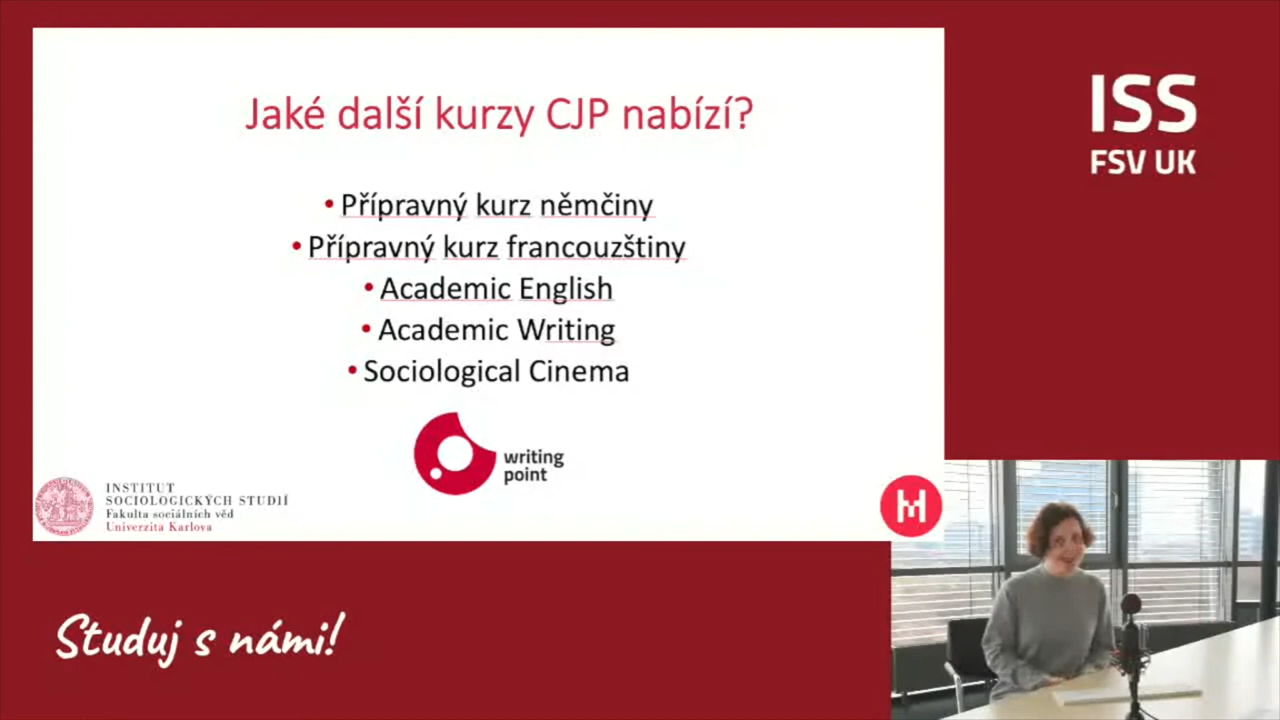 Jaké další kurzy CJP nabízí?
• Přípravný kurz němčiny
• Přípravný kurz francouzštiny
• Academic English
• Academic Writing
• Sociological Cinema
writing
point
INSTITUT
SOCIOLOGICKÝCH STUDIÍ
Fakulta sociálních věd
Univerzita Karlova
M
ISS
FSV UK
Studuj s námi!